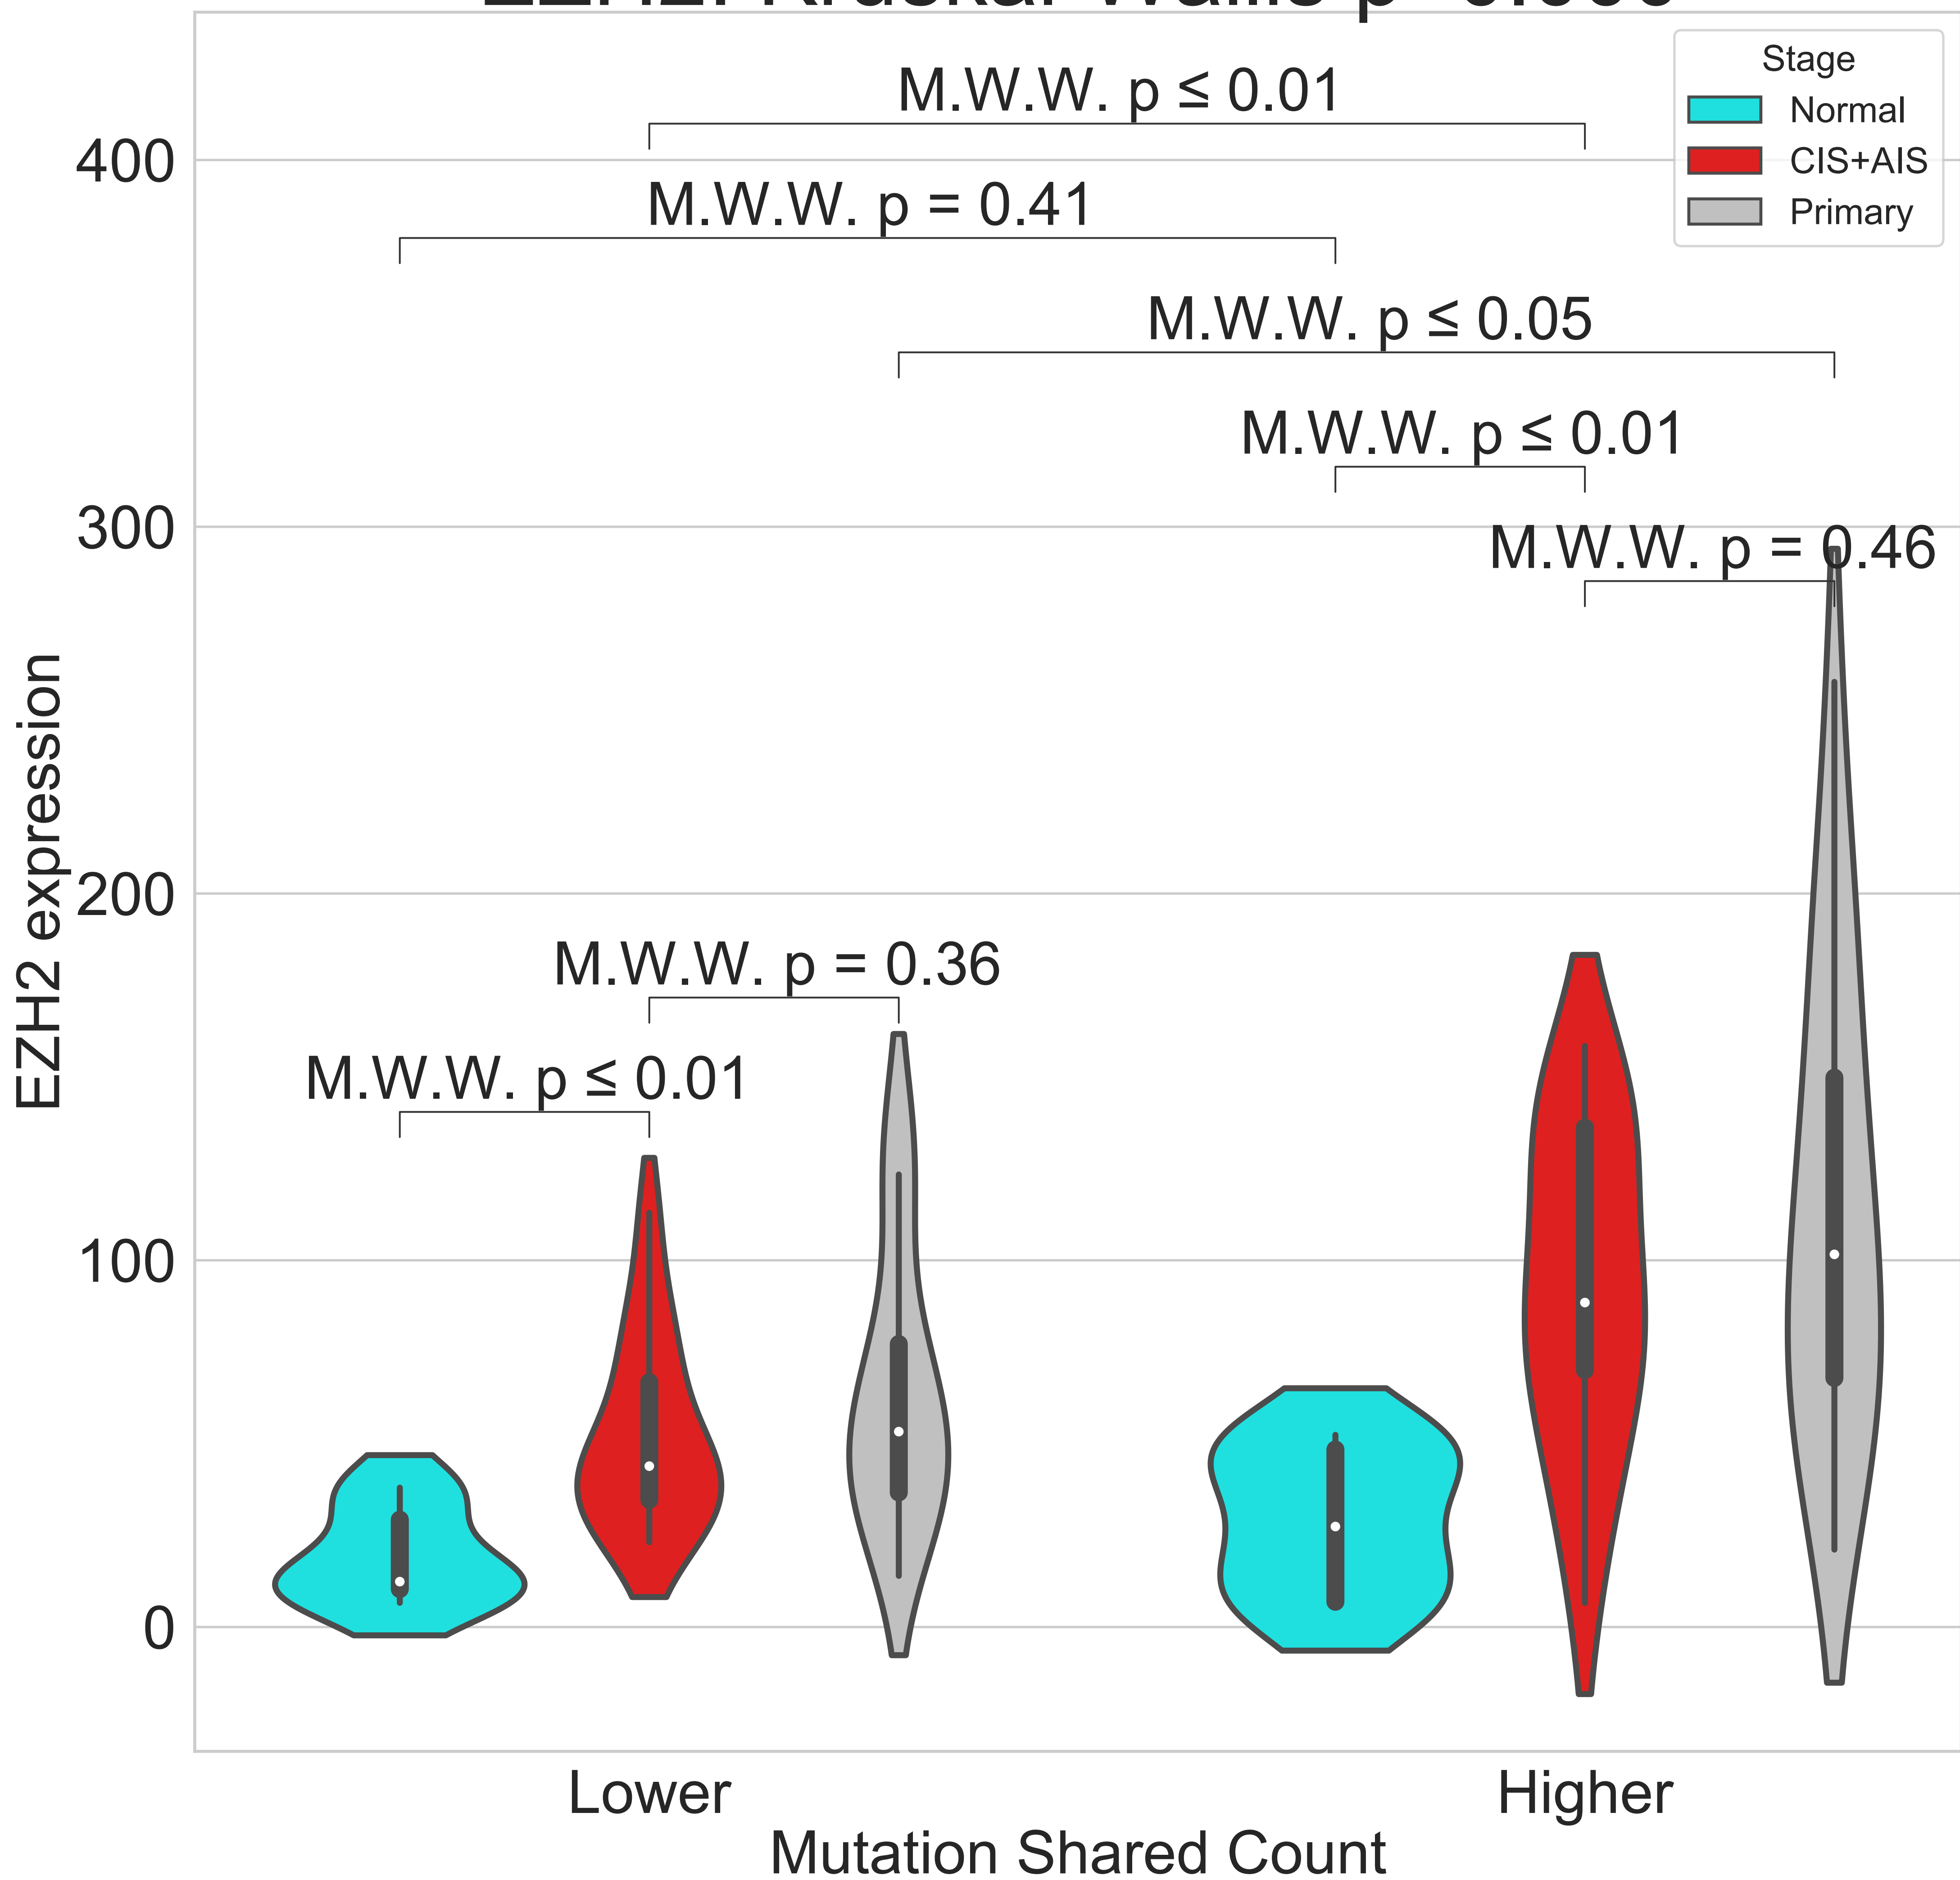 M.W.W. p ≤ 0.01
Stage
Normal
CIS+AIS
Primary
400
M.W.W. p = 0.41
M.W.W. p ≤ 0.05
M.W.W. p ≤ 0.01
300
M.W.W. p = 0.46
EZH2 expression
200
M.W.W. p = 0.36
M.W.W. p ≤ 0.01
100
0
Lower
Higher
Mutation Shared Count